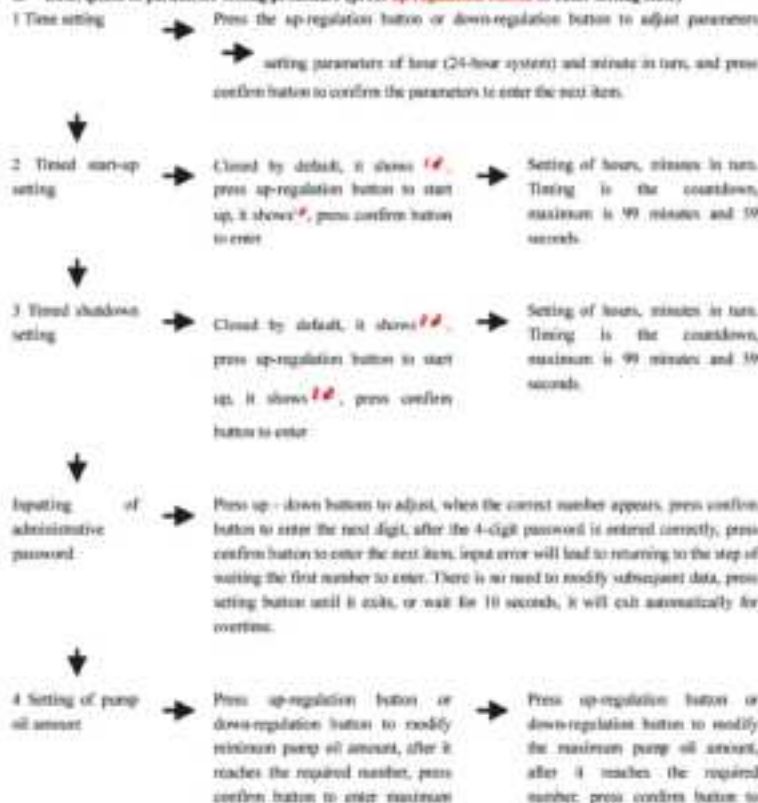 1 Time setting
Press the up-regulation button or down-regulation button to adjust parameters
setting parameters of hour (24-hour system) and minute in turn, and press
confirm button to confirm the parameters to enter the next item.
2 Timed start-up
setting
Closed by default, it shows
press up-regulation button to start
up, it shows , press confirm button
to enter
Setting of hours, minutes in turn.
Timing is the countdown,
maximum is 99 minutes and 59
seconds.
3 Timed shutdown
setting
Closed by default, it shows
press up-regulation button to start
up, it shows , press confirm
button to enter
Setting of hours, minutes in turn.
Timing is the countdown,
maximum is 99 minutes and 59
seconds.
Inputting of
administrative
password
Press up - down buttons to adjust, when the correct number appears, press confirm
button to enter the next digit, after the 4-digit password is entered correctly, press
confirm button to enter the next item, input error will lead to returning to the step of
waiting the first number to enter. There is no need to modify subsequent data, press
setting button until it exits, or wait for 10 seconds, it will exit automatically for
overtime.
4 Setting of pump
oil amount
Press up-regulation button or
down-regulation button to modify
minimum pump oil amount, after it
reaches the required number, press
confirm button to enter maximum
Press up-regulation button or
down-regulation button to modify
the maximum pump oil amount,
after it reaches the required
number, press confirm button to